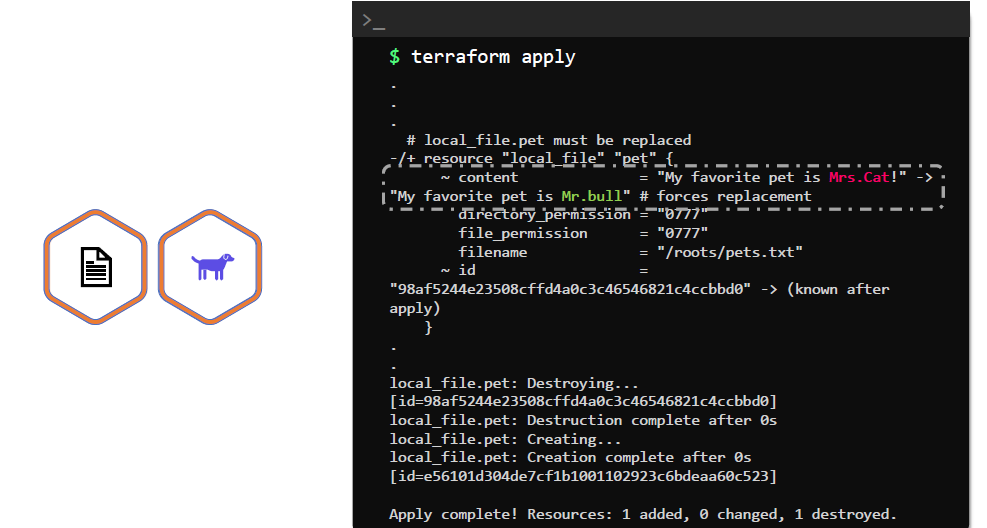 >_
$ terraform apply
.
.
.
# local_file.pet must be replaced
-/+ resource "local_file" "pet" {
~ content = "My favorite pet is Mrs.Cat!" ->
"My favorite pet is Mr.bull" # forces replacement
directory_permission = "0777"
file_permission = "0777"
filename = "/roots/pets.txt"
~ id =
"98af5244e23508cffd4a0c3c46546821c4ccbbd0" -> (known after
apply)
}
.
.
local_file.pet: Destroying...
[id=98af5244e23508cffd4a0c3c46546821c4ccbbd0]
local_file.pet: Destruction complete after 0s
local_file.pet: Creating...
local_file.pet: Creation complete after 0s
[id=e56101d304de7cf1b1001102923c6bdeaa60c523]
Apply complete! Resources: 1 added, 0 changed, 1 destroyed.